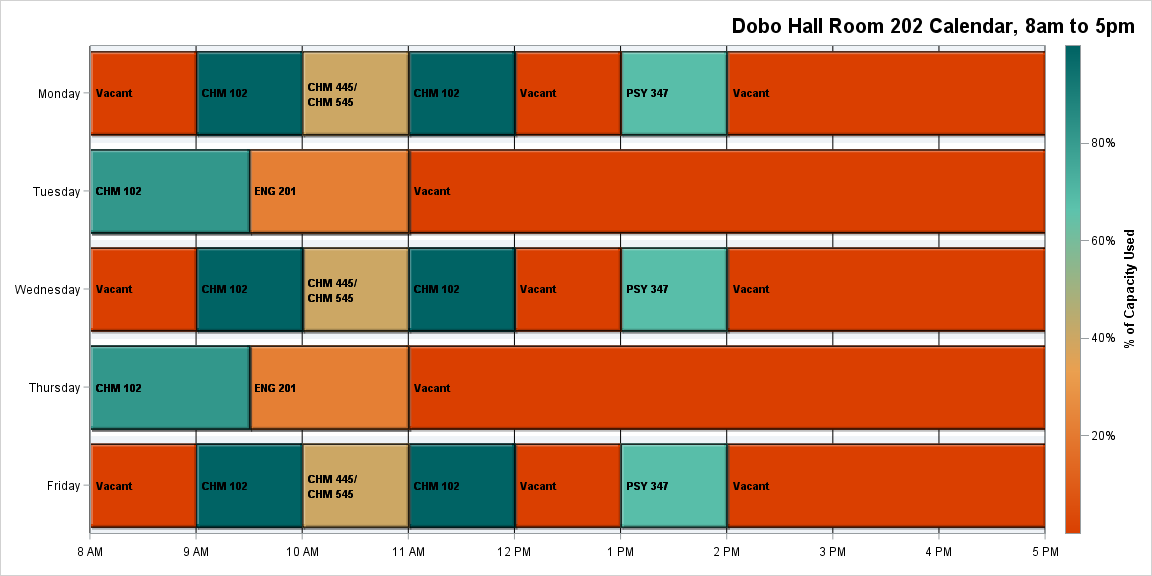 Dobo Hall Room 202 Calendar, 8am to 5pm
Monday
Vacant
CHM 102
CHM 445/
CHM 545
CHM 102
Vacant
PSY 347
Vacant
Tuesday
CHM 102
ENG 201
Vacant
Wednesday
Vacant
CHM 102
CHM 445/
CHM 545
CHM 102
Vacant
PSY 347
Vacant
Thursday
CHM 102
ENG 201
Vacant
Friday
Vacant
CHM 102
CHM 445/
CHM 545
CHM 102
Vacant
PSY 347
Vacant
8 AM
9 AM
10 AM
11 AM
12 PM
1 PM
2 PM
3 PM
4 PM
5 PM
80%
60%
40%
20%
% of Capacity Used